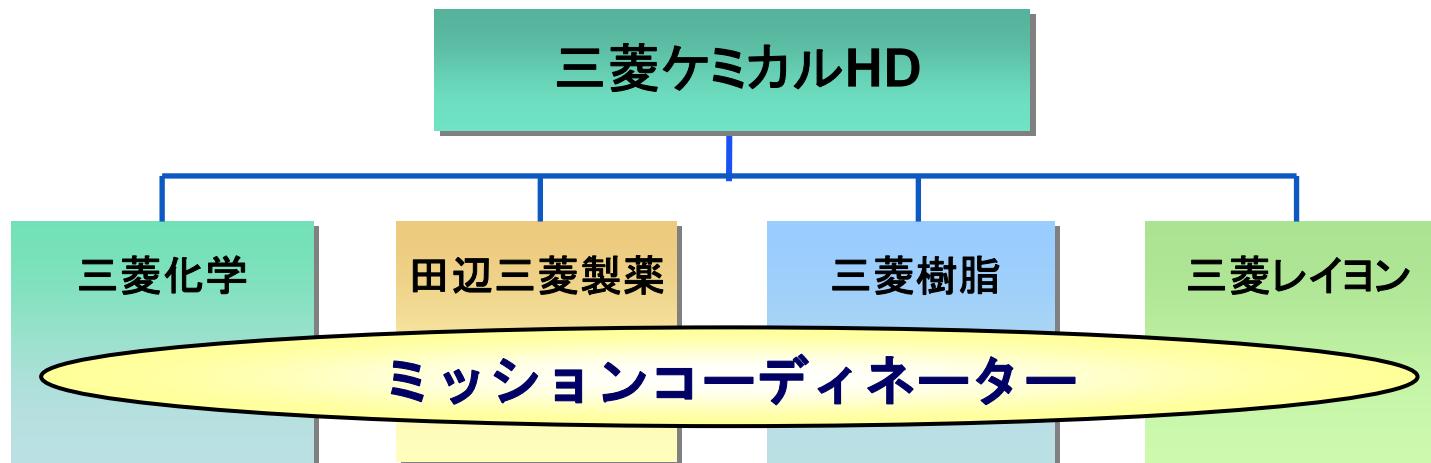 三菱ケミカルHD
三菱化学
田辺三菱製薬
三菱樹脂
三菱レイヨン
ミッションコーディネーター